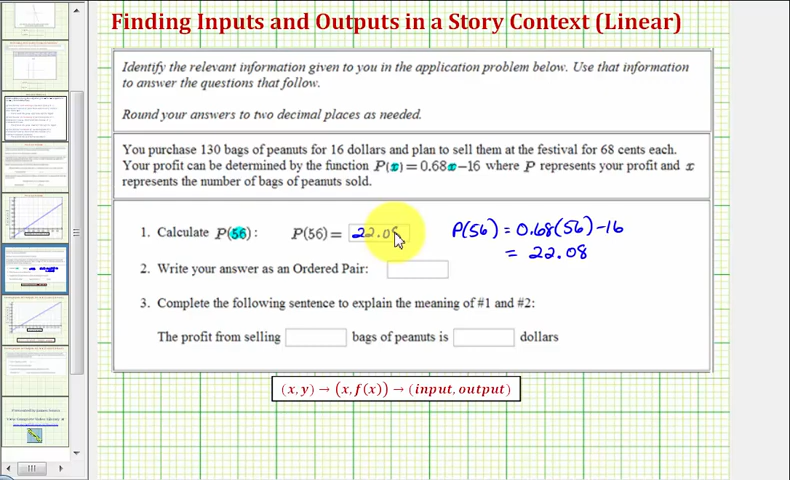 Finding Inputs and Outputs in a Story Context (Linear)
Identify the relevant information given to you in the application problem below. Use that information
to answer the questions that follow.
Round your answers to two decimal places as needed.
You purchase 130 bags of peanuts for 16 dollars and plan to sell them at the festival for 68 cents each.
Your profit can be determined by the function P(x)=0.68x−16 where P represents your profit and x
represents the number of bags of peanuts sold.
1. Calculate P(56): P(56)= 22.08 P(56) = 0.68(56) −16
= 22.08
2. Write your answer as an Ordered Pair:
3. Complete the following sentence to explain the meaning of #1 and #2:
The profit from selling bags of peanuts is dollars
(x,y) → (x,f(x)) → (input,output)